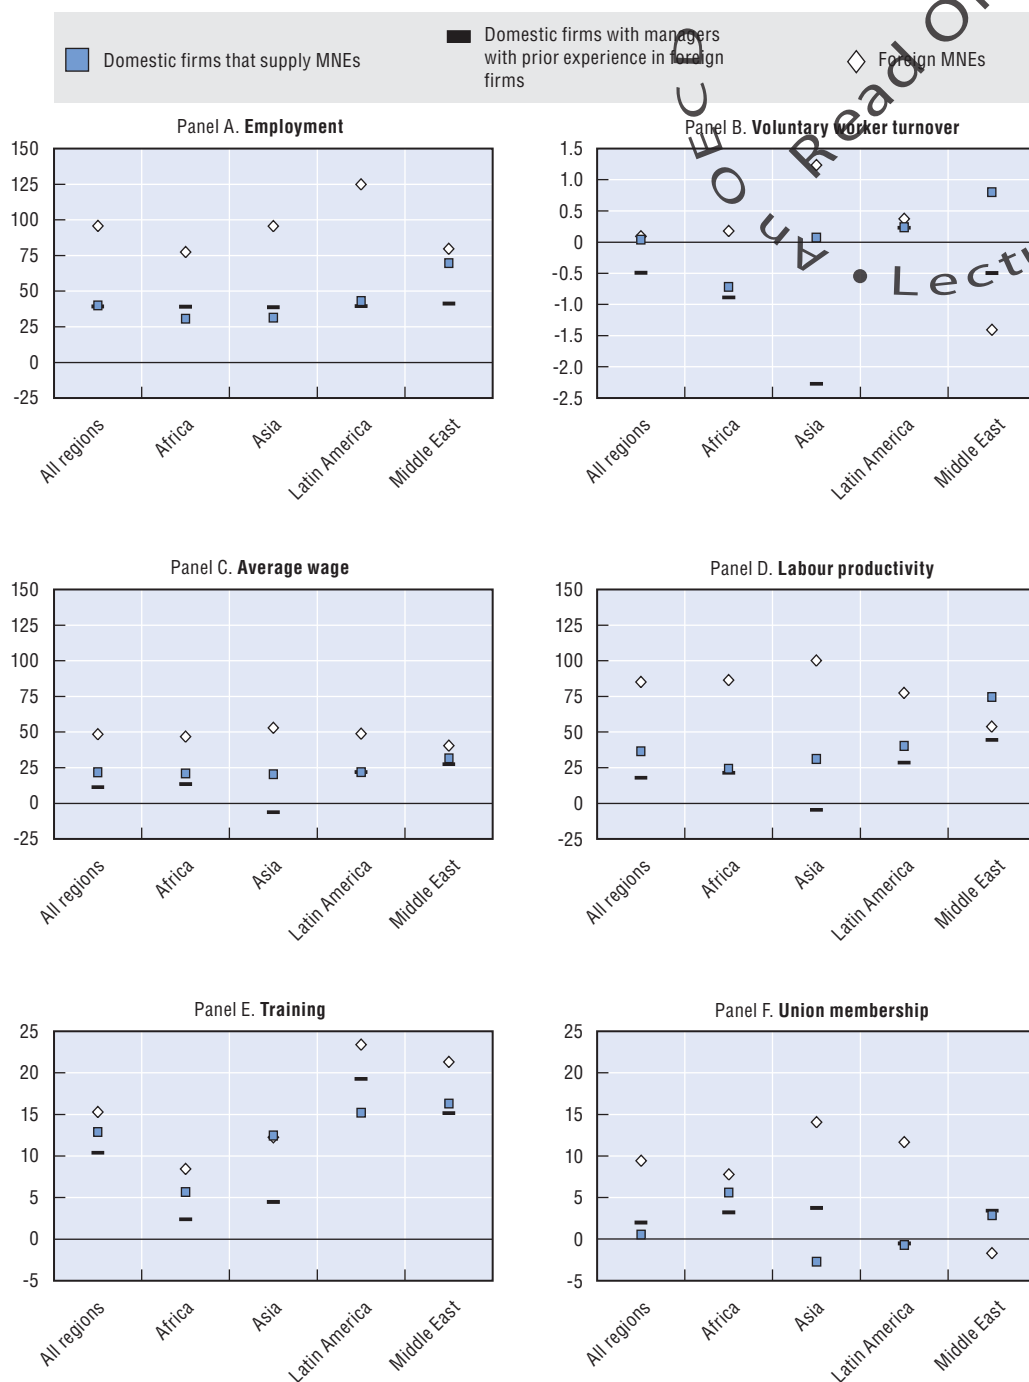 Domestic firms that supply MNEs
Domestic firms with managers
with prior experience in foreign
firms
Foreign MNEs
Panel A. Employment
150
125
100
75
50
25
0
-25
All regions
Africa
Asia
Latin America
Middle East
Panel B. Voluntary worker turnover
1.5
1.0
0.5
0
-0.5
-1.0
-1.5
-2.0
-2.5
All regions
Africa
Asia
Latin America
Middle East
Panel C. Average wage
150
125
100
75
50
25
0
-25
All regions
Africa
Asia
Latin America
Middle East
Panel D. Labour productivity
150
125
100
75
50
25
0
-25
All regions
Africa
Asia
Latin America
Middle East
Panel E. Training
25
20
15
10
5
0
-5
All regions
Africa
Asia
Latin America
Middle East
Panel F. Union membership
25
20
15
10
5
0
-5
All regions
Africa
Asia
Latin America
Middle East
An OECD
Read